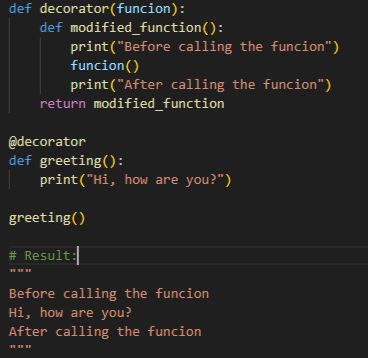 def decorator(funcion):
    def modified_function():
        print("Before calling the funcion")
        funcion()
        print("After calling the funcion")
    return modified_function

@decorator
def greeting():
    print("Hi, how are you?")

greeting()

# Result:
"""
Before calling the funcion
Hi, how are you?
After calling the funcion
"""